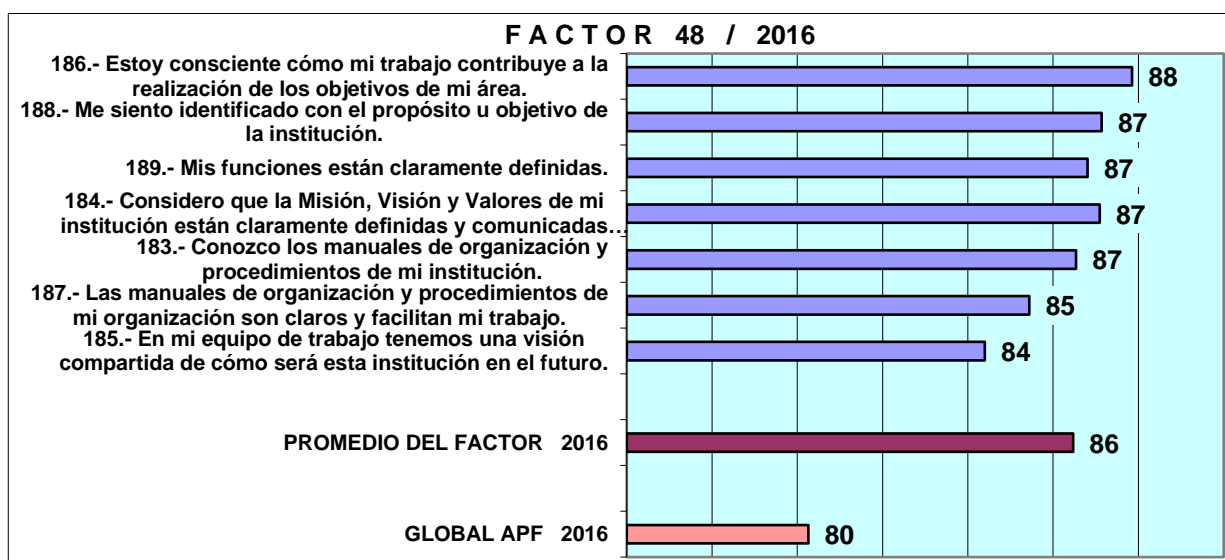 F A C T O R 48 / 2016
186.- Estoy consciente cómo mi trabajo contribuye a la
realización de los objetivos de mi área.
88
188.- Me siento identificado con el propósito u objetivo de
la institución.
87
189.- Mis funciones están claramente definidas.
87
184.- Considero que la Misión, Visión y Valores de mi
institución están claramente definidas y comunicadas…
87
183.- Conozco los manuales de organización y
procedimientos de mi institución.
87
187.- Las manuales de organización y procedimientos de
mi organización son claros y facilitan mi trabajo.
85
185.- En mi equipo de trabajo tenemos una visión
compartida de cómo será esta institución en el futuro.
84
PROMEDIO DEL FACTOR 2016
86
GLOBAL APF 2016
80